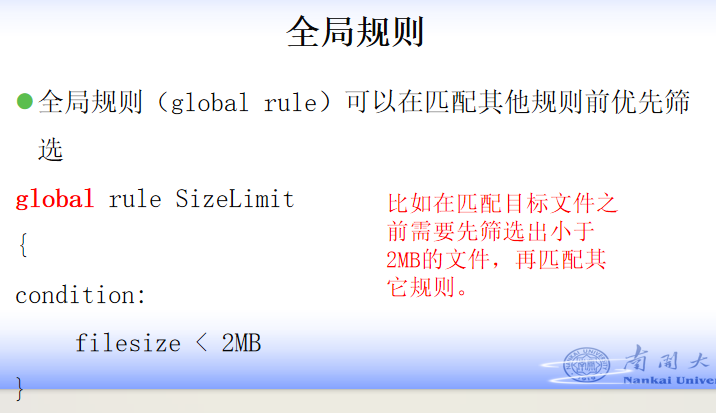 全局规则
全局规则（global rule）可以在匹配其他规则前优先筛
选
global rule SizeLimit
{
condition:
filesize < 2MB
}
比如在匹配目标文件之
前需要先筛选出小于
2MB的文件，再匹配其
它规则。
南开大
Nankai Univer